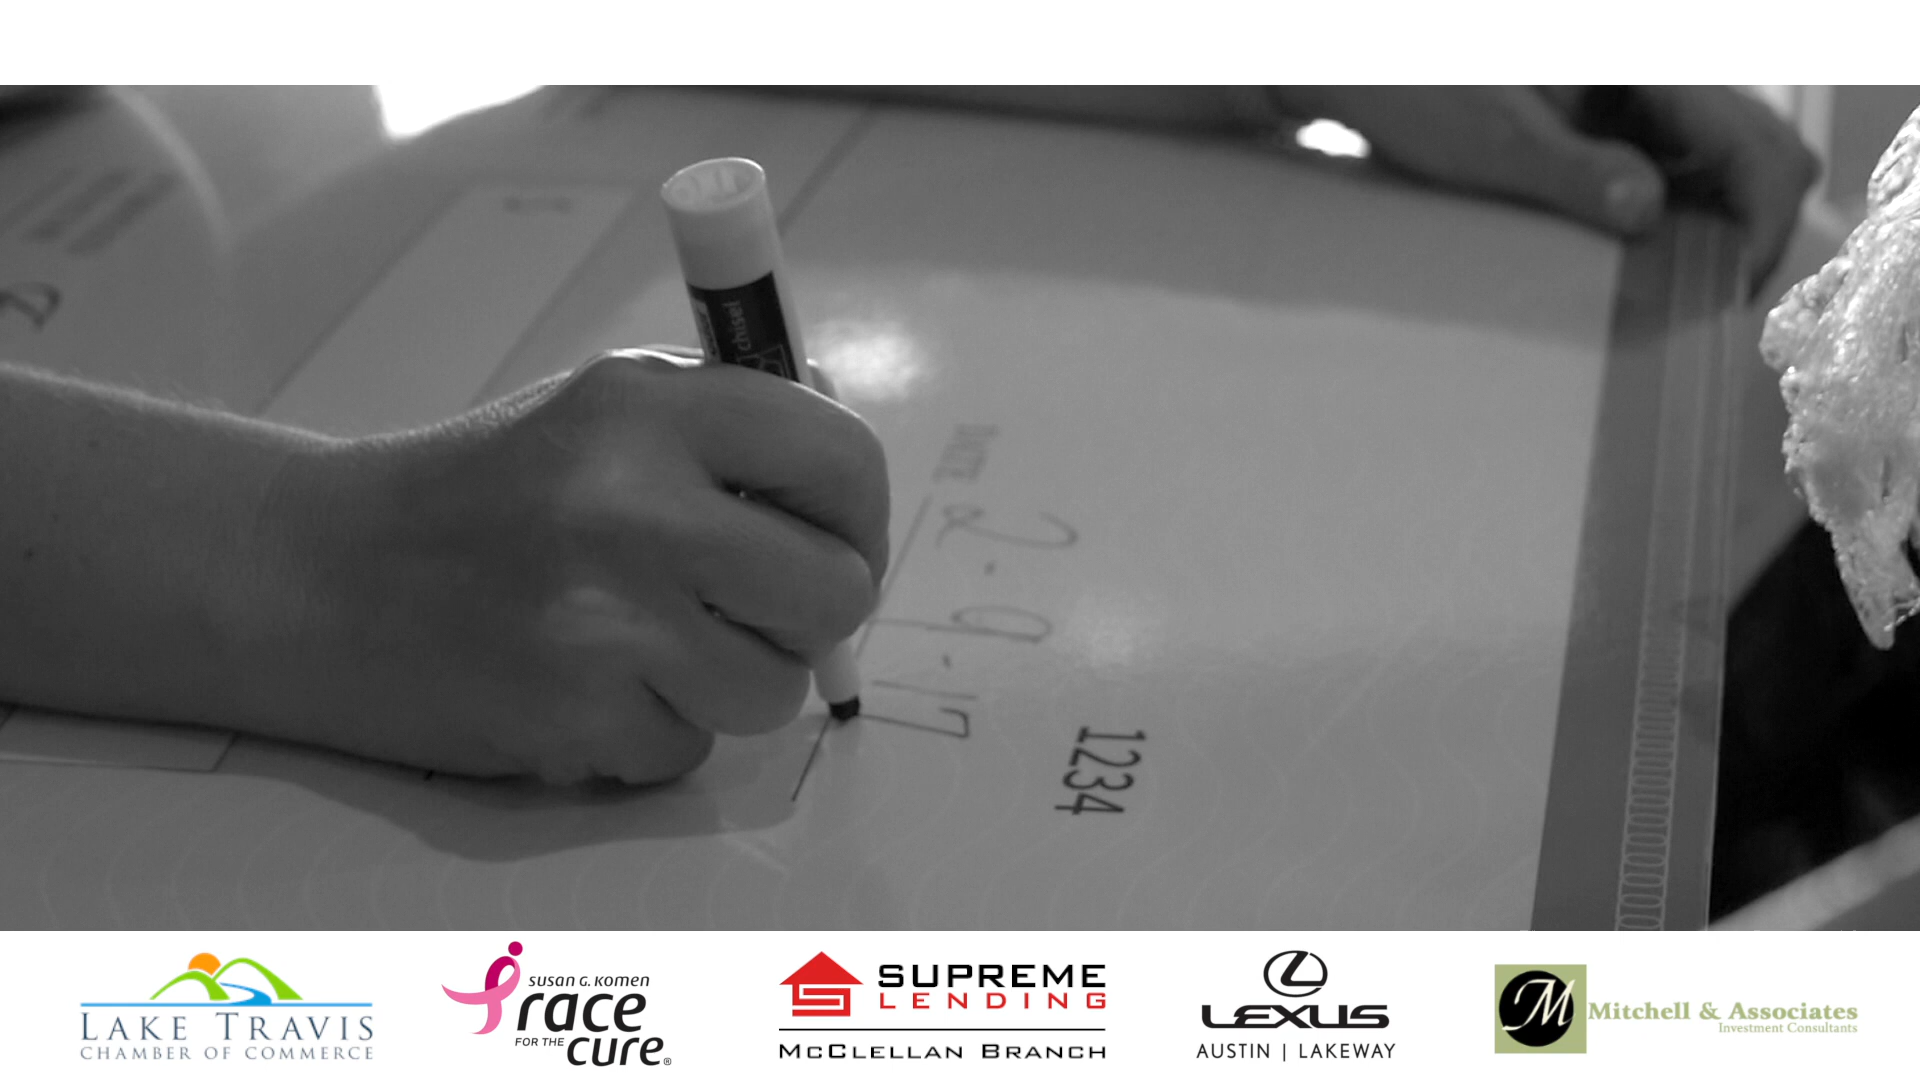 chisel
DATE 2.9.17
1234
LAKE TRAVIS
CHAMBER OF COMMERCE
SUSAN G. KOMEN
race
FOR THE
cure®
SUPREME
LENDING
MCCLELLAN BRANCH
LEXUS
AUSTIN | LAKEWAY
M
Mitchell & Associates
Investment Consultants